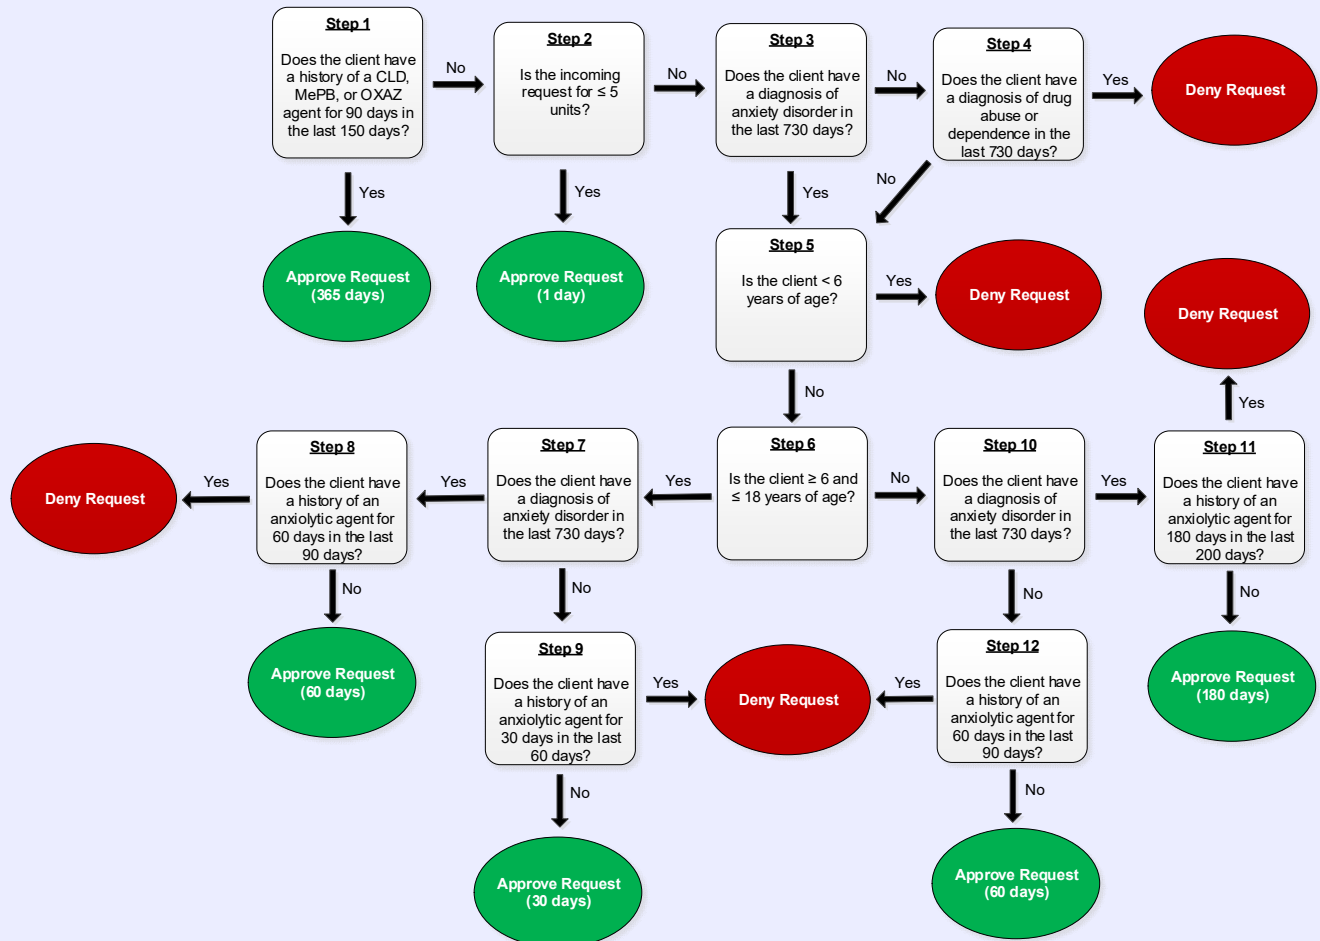 Step 1
Does the client have
a history of a CLD,
MePB, or OXAZ
agent for 90 days in
the last 150 days?
No
Yes
Approve Request
(365 days)
Step 2
Is the incoming
request for ≤ 5
units?
No
Yes
Approve Request
(1 day)
Step 3
Does the client have
a diagnosis of
anxiety disorder in
the last 730 days?
No
Yes
Step 4
Does the client have
a diagnosis of drug
abuse or
dependence in the
last 730 days?
Yes
Deny Request
No
Step 5
Is the client < 6
years of age?
Yes
Deny Request
No
Step 6
Is the client ≥ 6 and
≤ 18 years of age?
Yes
No
Step 7
Does the client have
a diagnosis of
anxiety disorder in
the last 730 days?
Yes
No
Step 8
Does the client have
a history of an
anxiolytic agent for
60 days in the last
90 days?
Yes
Deny Request
No
Approve Request
(60 days)
Step 9
Does the client have
a history of an
anxiolytic agent for
30 days in the last
60 days?
Yes
Deny Request
No
Approve Request
(30 days)
Step 10
Does the client have
a diagnosis of
anxiety disorder in
the last 730 days?
Yes
No
Step 11
Does the client have
a history of an
anxiolytic agent for
180 days in the last
200 days?
Yes
Deny Request
No
Approve Request
(180 days)
Step 12
Does the client have
a history of an
anxiolytic agent for
60 days in the last
90 days?
Yes
No
Approve Request
(60 days)